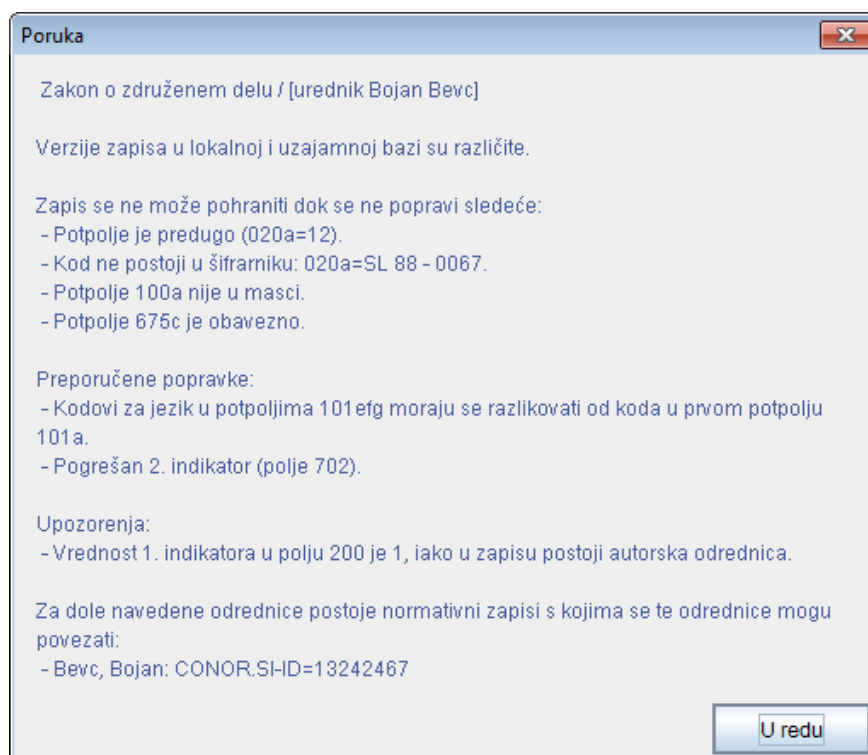 Poruka
Zakon o združenem delu / [urednik Bojan Bevc]
Verzije zapisa u lokalnoj i uzajamnoj bazi su različite.
Zapis se ne može pohraniti dok se ne popravi sledeće:
- Potpolje je predugo (020a=12).
- Kod ne postoji u šifrarniku: 020a=SL 88 - 0067.
- Potpolje 100a nije u masci.
- Potpolje 675c je obavezno.
Preporučene popravke:
- Kodovi za jezik u potpoljima 101efg moraju se razlikovati od koda u prvom potpolju
101a.
- Pogrešan 2. indikator (polje 702).
Upozorenja:
- Vrednost 1. indikatora u polju 200 je 1, iako u zapisu postoji autorska odrednica.
Za dole navedene odrednice postoje normativni zapisi s kojima se te odrednice mogu
povezati:
- Bevc, Bojan: CONOR.SI-ID=13242467
U redu